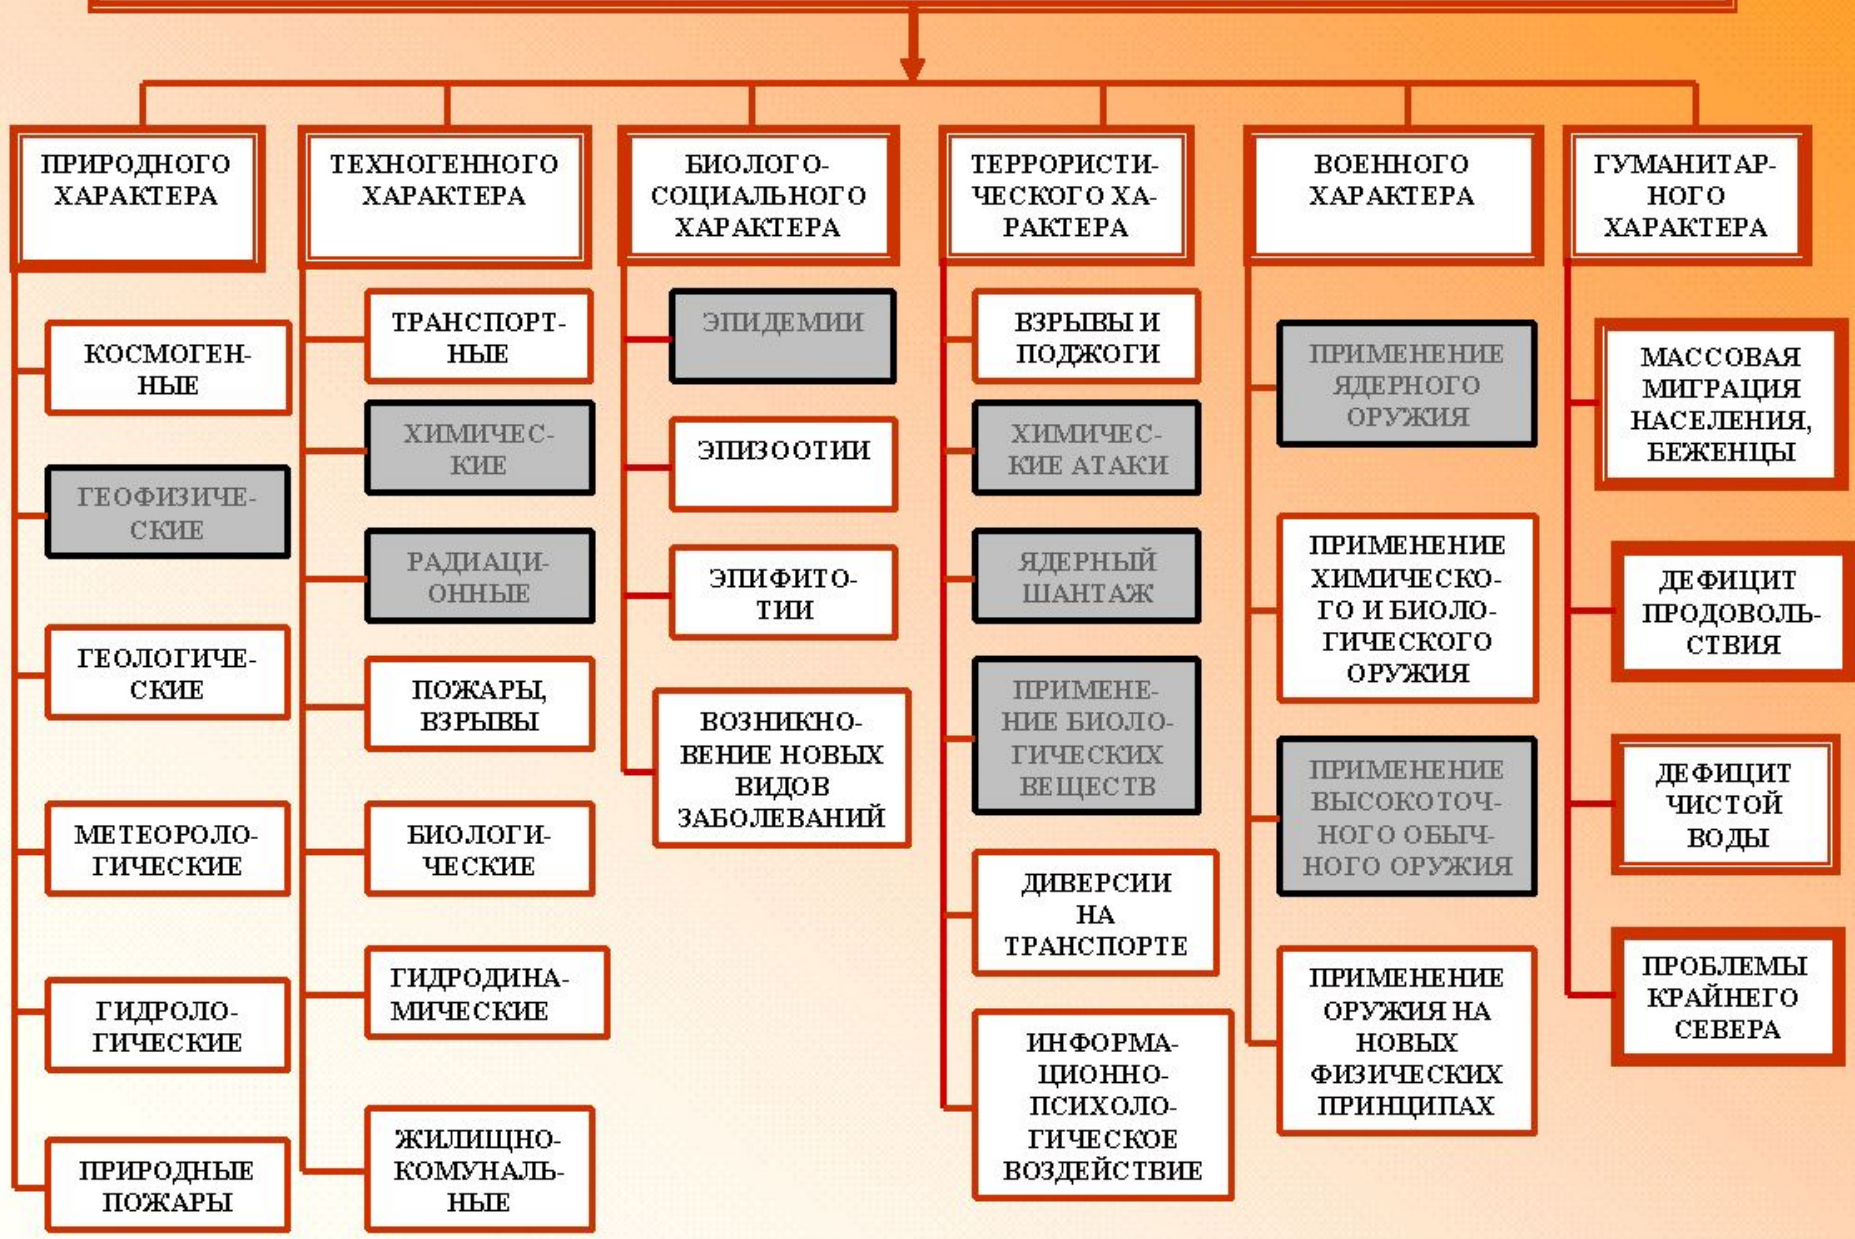 ПРИРОДНОГО
ХАРАКТЕРА
КОСМОГЕН-
НЫЕ
ГЕОФИЗИЧЕ-
СКИЕ
ГЕОЛОГИЧЕ-
СКИЕ
МЕТЕОРОЛО-
ГИЧЕСКИЕ
ГИДРОЛО-
ГИЧЕСКИЕ
ПРИРОДНЫЕ
ПОЖАРЫ
ТЕХНОГЕННОГО
ХАРАКТЕРА
ТРАНСПОРТ-
НЫЕ
ХИМИЧЕС-
КИЕ
РАДИАЦИ-
ОННЫЕ
ПОЖАРЫ,
ВЗРЫВЫ
БИОЛОГИ-
ЧЕСКИЕ
ГИДРОДИНА-
МИЧЕСКИЕ
ЖИЛИЩНО-
КОМУНАЛЬ-
НЫЕ
БИОЛОГО-
СОЦИАЛЬНОГО
ХАРАКТЕРА
ЭПИДЕМИИ
ЭПИЗООТИИ
ЭПИФИТО-
ТИИ
ВОЗНИКНО-
ВЕНИЕ НОВЫХ
ВИДОВ
ЗАБОЛЕВАНИЙ
ТЕРРОРИСТИ-
ЧЕСКОГО ХА-
РАКТЕРА
ВЗРЫВЫ И
ПОДЖОГИ
ХИМИЧЕС-
КИЕ АТАКИ
ЯДЕРНЫЙ
ШАНТАЖ
ПРИМЕНЕ-
НИЕ БИОЛО-
ГИЧЕСКИХ
ВЕЩЕСТВ
ДИВЕРСИИ
НА
ТРАНСПОРТЕ
ИНФОРМА-
ЦИОННО-
ПСИХОЛО-
ГИЧЕСКОЕ
ВОЗДЕЙСТВИЕ
ВОЕННОГО
ХАРАКТЕРА
ПРИМЕНЕНИЕ
ЯДЕРНОГО
ОРУЖИЯ
ПРИМЕНЕНИЕ
ХИМИЧЕСКО-
ГО И БИОЛО-
ГИЧЕСКОГО
ОРУЖИЯ
ПРИМЕНЕНИЕ
ВЫСОКОТОЧ-
НОГО ОБЫЧ-
НОГО ОРУЖИЯ
ПРИМЕНЕНИЕ
ОРУЖИЯ НА
НОВЫХ
ФИЗИЧЕСКИХ
ПРИНЦИПАХ
ГУМАНИТАР-
НОГО
ХАРАКТЕРА
МАССОВАЯ
МИГРАЦИЯ
НАСЕЛЕНИЯ,
БЕЖЕНЦЫ
ДЕФИЦИТ
ПРОДОВОЛЬ-
СТВИЯ
ДЕФИЦИТ
ЧИСТОЙ
ВОДЫ
ПРОБЛЕМЫ
КРАЙНЕГО
СЕВЕРА